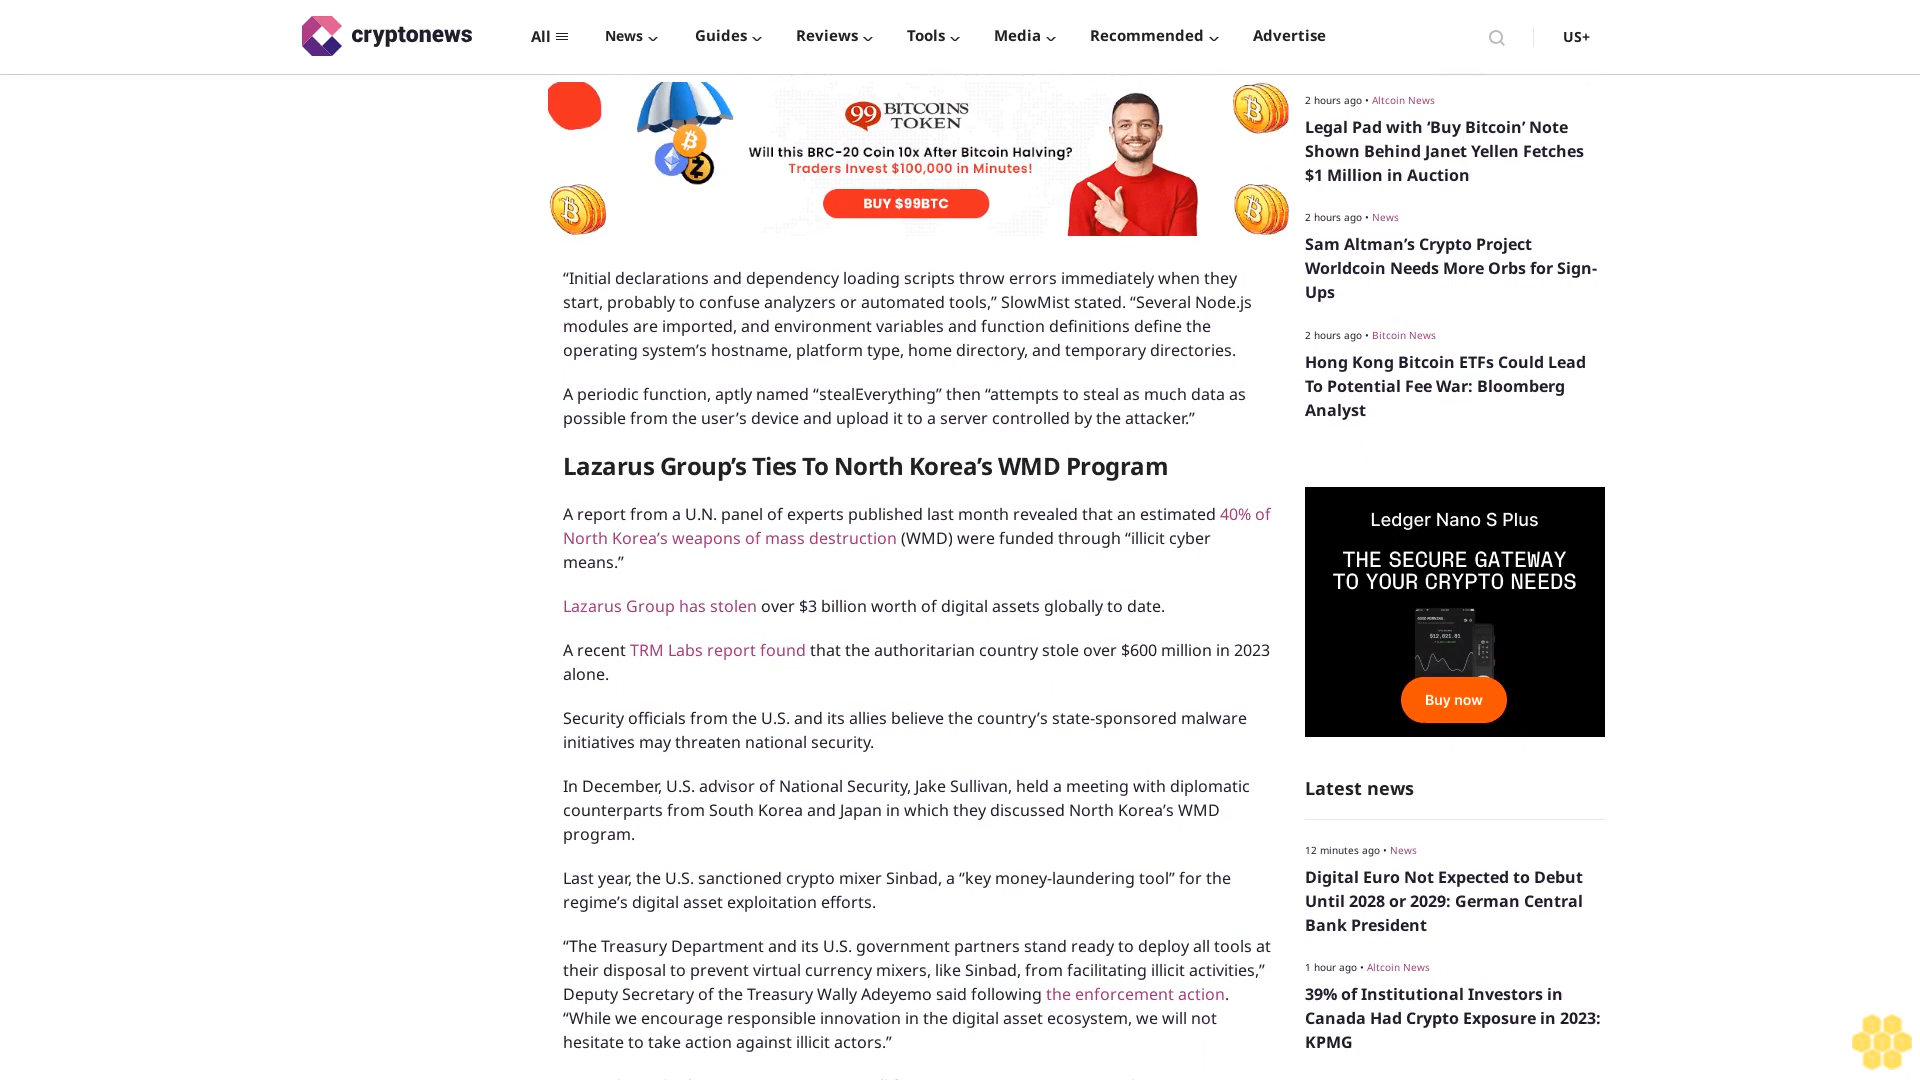 cryptonews
All
News
Guides
Reviews
Tools
Media
Recommended
Advertise
US+
99 BITCOINS
TOKEN
Will this BRC-20 Coin 10x After Bitcoin Halving?
Traders Invest $100,000 in Minutes!
BUY $99BTC
“Initial declarations and dependency loading scripts throw errors immediately when they
start, probably to confuse analyzers or automated tools,” SlowMist stated. “Several Node.js
modules are imported, and environment variables and function definitions define the
operating system’s hostname, platform type, home directory, and temporary directories.
A periodic function, aptly named “stealEverything” then “attempts to steal as much data as
possible from the user’s device and upload it to a server controlled by the attacker.”
Lazarus Group’s Ties To North Korea’s WMD Program
A report from a U.N. panel of experts published last month revealed that an estimated 40% of
North Korea’s weapons of mass destruction (WMD) were funded through “illicit cyber
means.”
Lazarus Group has stolen over $3 billion worth of digital assets globally to date.
A recent TRM Labs report found that the authoritarian country stole over $600 million in 2023
alone.
Security officials from the U.S. and its allies believe the country’s state-sponsored malware
initiatives may threaten national security.
In December, U.S. advisor of National Security, Jake Sullivan, held a meeting with diplomatic
counterparts from South Korea and Japan in which they discussed North Korea’s WMD
program.
Last year, the U.S. sanctioned crypto mixer Sinbad, a “key money-laundering tool” for the
regime’s digital asset exploitation efforts.
“The Treasury Department and its U.S. government partners stand ready to deploy all tools at
their disposal to prevent virtual currency mixers, like Sinbad, from facilitating illicit activities,”
Deputy Secretary of the Treasury Wally Adeyemo said following the enforcement action.
“While we encourage responsible innovation in the digital asset ecosystem, we will not
hesitate to take action against illicit actors.”
2 hours ago • Altcoin News
Legal Pad with ‘Buy Bitcoin’ Note
Shown Behind Janet Yellen Fetches
$1 Million in Auction
2 hours ago • News
Sam Altman’s Crypto Project
Worldcoin Needs More Orbs for Sign-
Ups
2 hours ago • Bitcoin News
Hong Kong Bitcoin ETFs Could Lead
To Potential Fee War: Bloomberg
Analyst
Ledger Nano S Plus
THE SECURE GATEWAY
TO YOUR CRYPTO NEEDS
$12,021.01
Buy now
Latest news
12 minutes ago • News
Digital Euro Not Expected to Debut
Until 2028 or 2029: German Central
Bank President
1 hour ago • Altcoin News
39% of Institutional Investors in
Canada Had Crypto Exposure in 2023:
KPMG